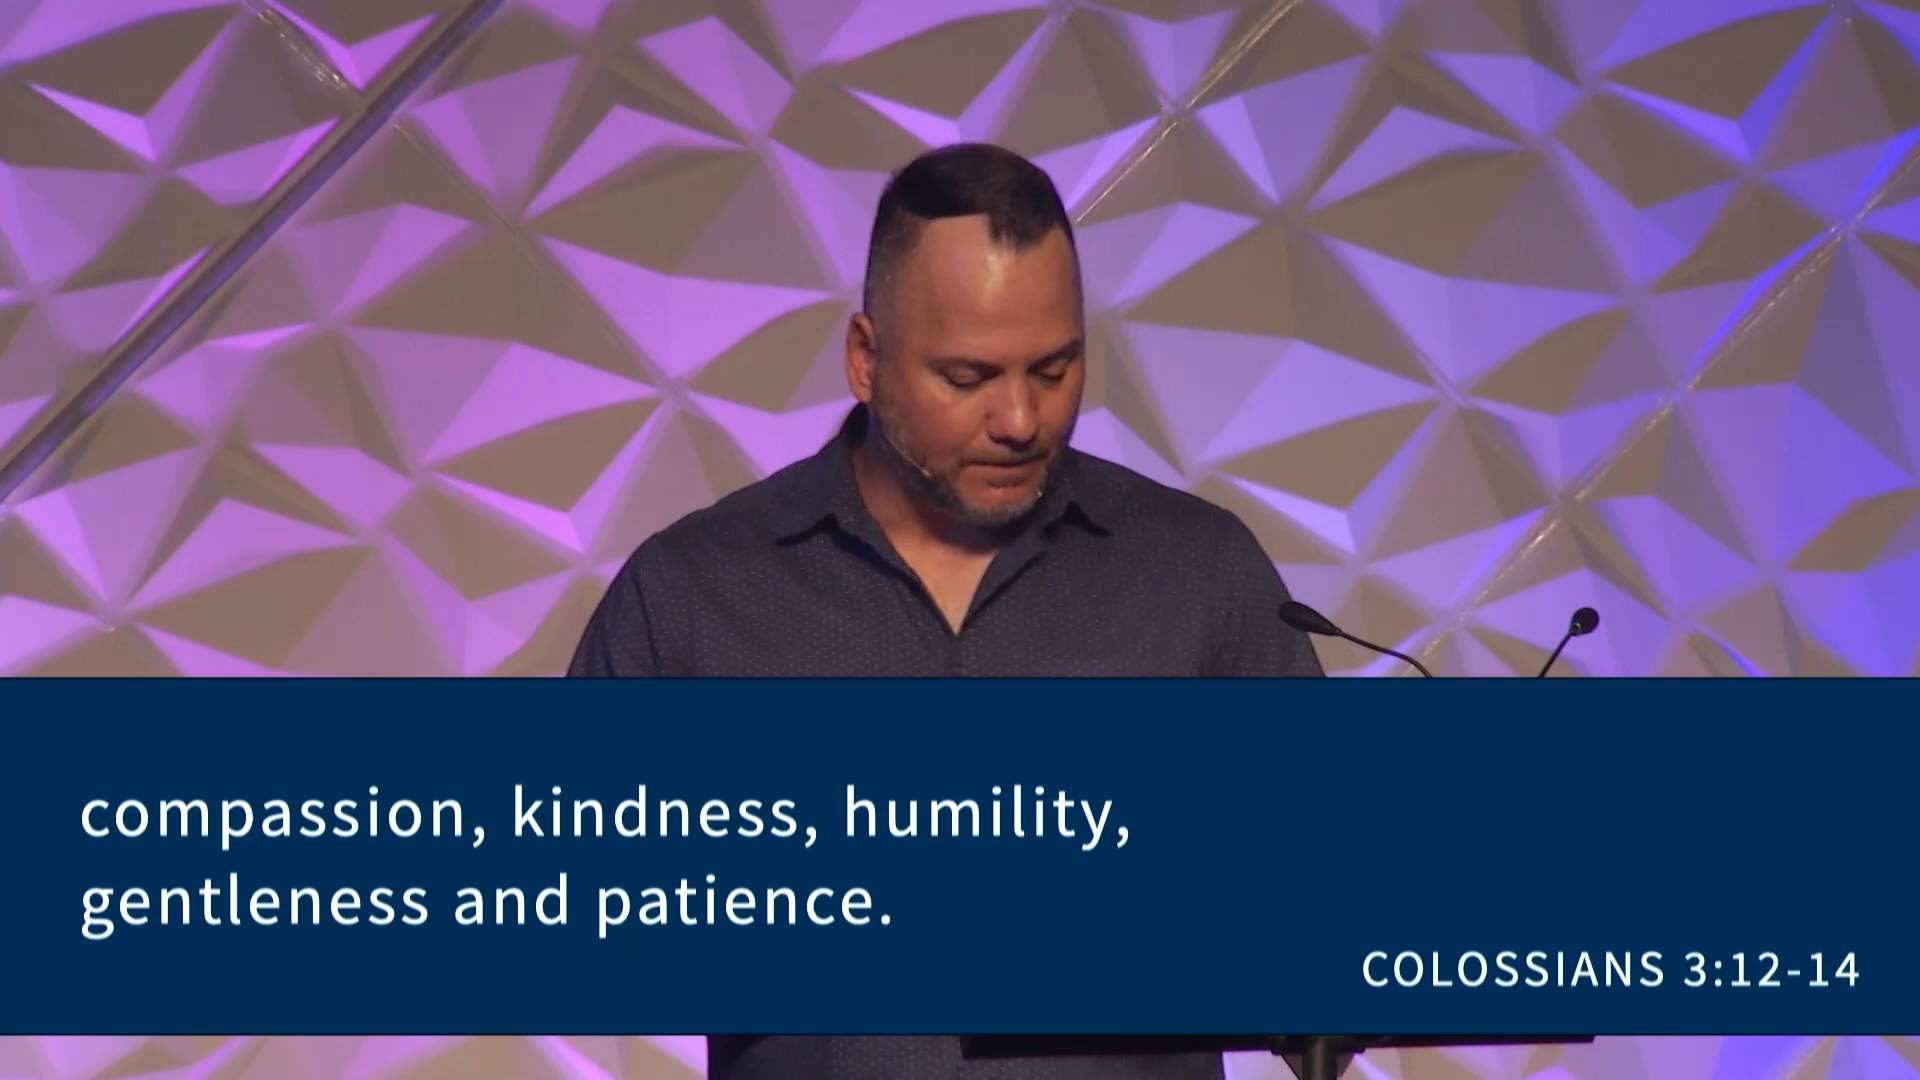 compassion, kindness, humility,
gentleness and patience.
COLOSSIANS 3:12-14